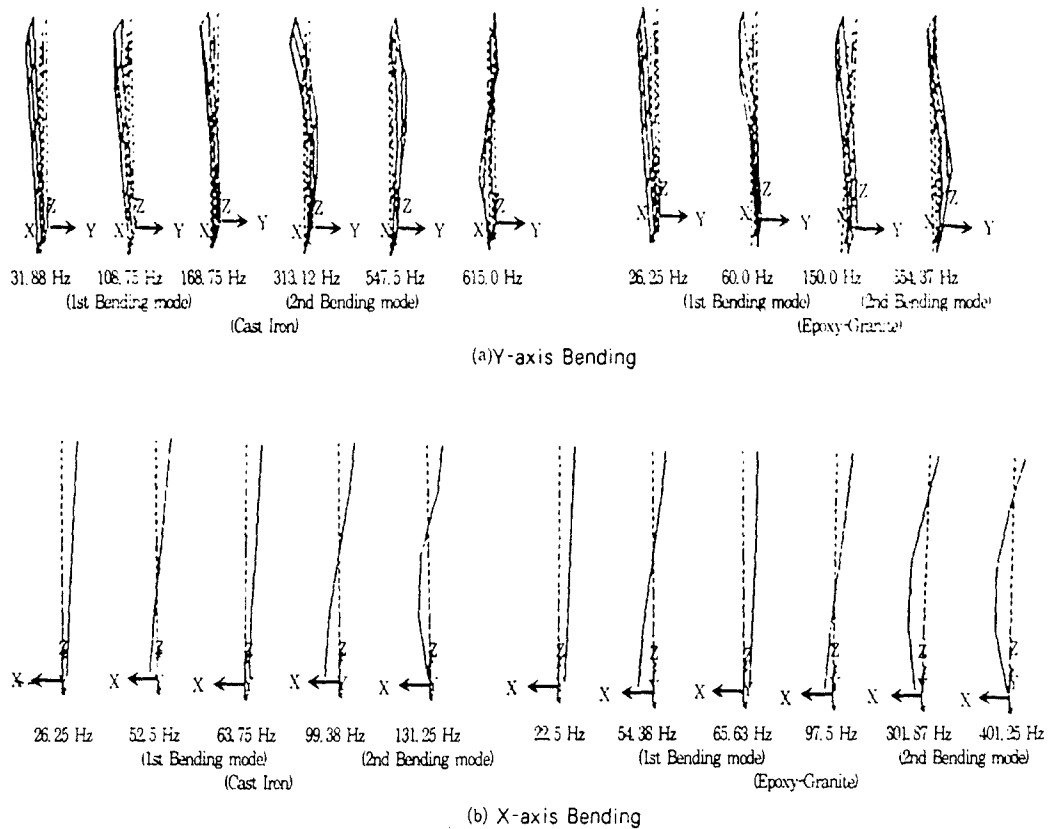 Z Z Z Z Z Z Z Z Z Z
X Y X Y X Y X Y X Y X Y X Y X Y X Y X Y
31.88 Hz 108.75 Hz 168.75 Hz 313.12 Hz 547.5 Hz 615.0 Hz 26.25 Hz 60.0 Hz 150.0 Hz 354.37 Hz
(1st Bending mode) (2nd Bending mode) (1st Bending mode) (2nd Bending mode)
(Cast Iron) (Epoxy-Granite)
(a)Y-axis Bending
Z Z Z Z Z Z Z Z Z Z Z
X X X X X X X X X X X
26.25 Hz 52.5 Hz 63.75 Hz 99.38 Hz 131.25 Hz 22.5 Hz 54.38 Hz 65.63 Hz 97.5 Hz 301.87 Hz 401.25 Hz
(1st Bending mode) (2nd Bending mode) (1st Bending mode) (2nd Bending mode)
(Cast Iron) (Epoxy-Granite)
(b) X-axis Bending